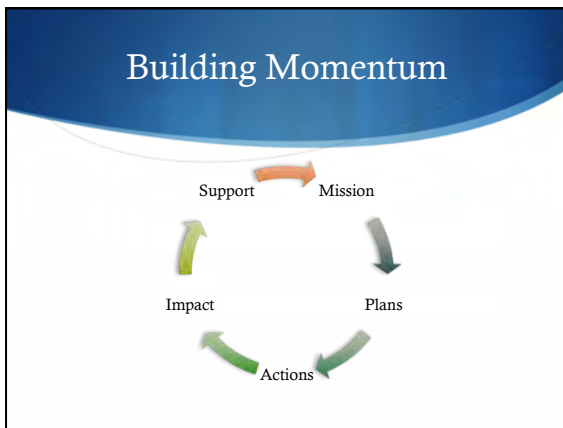 Building Momentum
Support
Mission
Plans
Actions
Impact